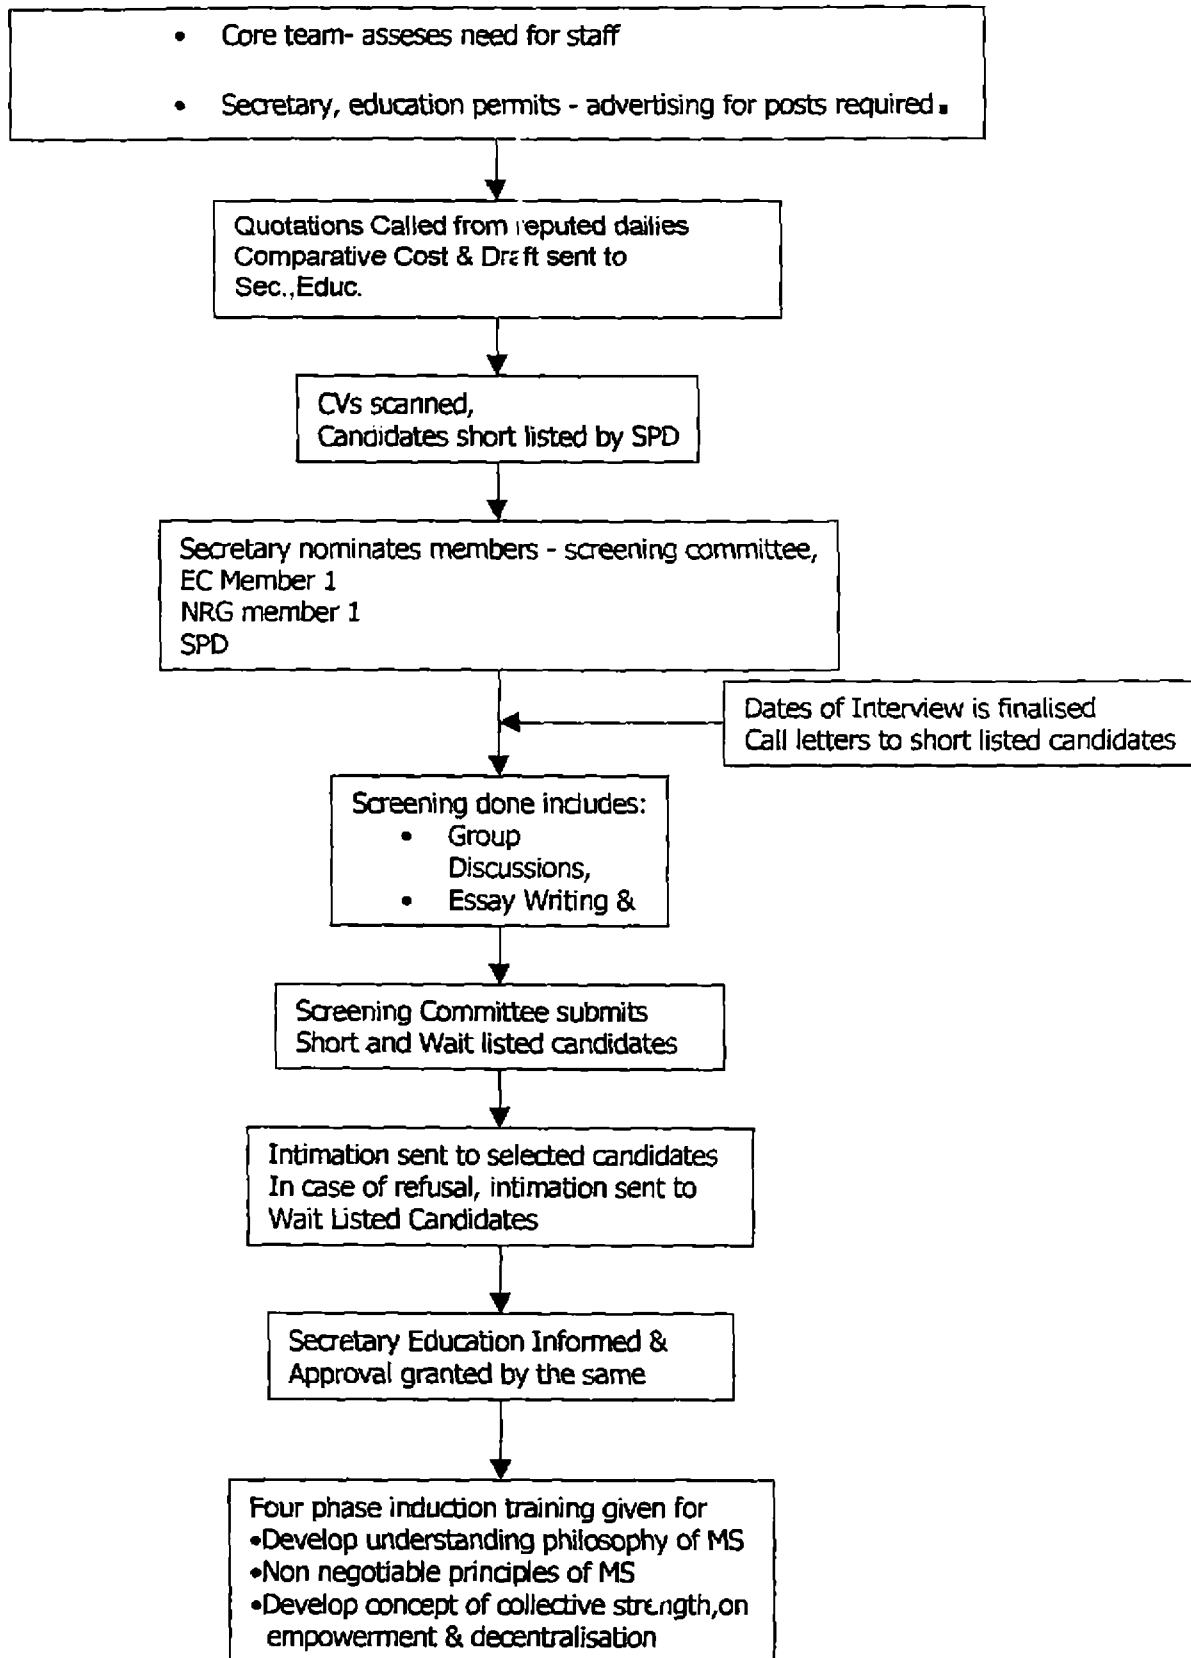 • Core team- asseses need for staff
• Secretary, education permits - advertising for posts required.
Quotations Called from reputed dailies
Comparative Cost & Draft sent to
Sec.,Educ.
CVs scanned,
Candidates short listed by SPD
Secretary nominates members - screening committee,
EC Member 1
NRG member 1
SPD
Dates of Interview is finalised
Call letters to short listed candidates
Screening done includes:
• Group
Discussions,
• Essay Writing &
Screening Committee submits
Short and Wait listed candidates
Intimation sent to selected candidates
In case of refusal, intimation sent to
Wait Listed Candidates
Secretary Education Informed &
Approval granted by the same
Four phase induction training given for
•Develop understanding philosophy of MS
•Non negotiable principles of MS
•Develop concept of collective strength,on
empowerment & decentralisation